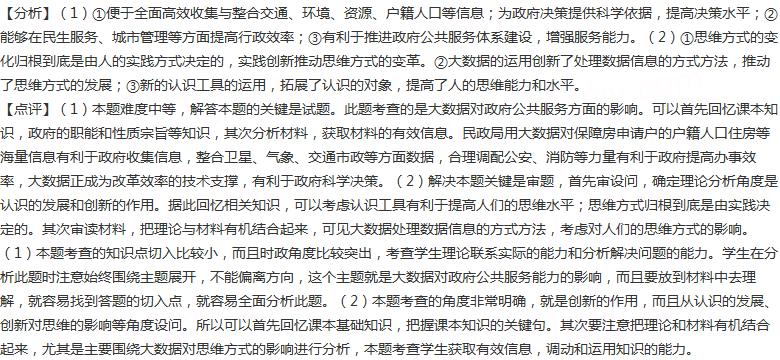 【分析】（1）①便于全面高效收集与整合交通、环境、资源、户籍人口等信息；为政府决策提供科学依据，提高决策水平；②
能够在民生服务、城市管理等方面提高行政效率；③有利于推进政府公共服务体系建设，增强服务能力。（2）①思维方式的变
化归根到底是由人的实践方式决定的，实践创新推动思维方式的变革。②大数据的运用创新了处理数据信息的方式方法，推动
了思维方式的发展；③新的认识工具的运用，拓展了认识的对象，提高了人的思维能力和水平。
【点评】（1）本题难度中等，解答本题的关键是试题。此题考查的是大数据对政府公共服务方面的影响。可以首先回忆课本知
识，政府的职能和性质宗旨等知识，其次分析材料，获取材料的有效信息。民政局用大数据对保障房申请户的户籍人口住房等
海量信息有利于政府收集信息，整合卫星、气象、交通市政等方面数据，合理调配公安、消防等力量有利于政府提高办事效
率，大数据正成为改革效率的技术支撑，有利于政府科学决策。（2）解决本题关键是审题，首先审设问，确定理论分析角度是
认识的发展和创新的作用。据此回忆相关知识，可以考虑认识工具有利于提高人们的思维水平；思维方式归根到底是由实践决
定的。其次审读材料，把理论与材料有机结合起来，可见大数据处理数据信息的方式方法，考虑对人们的思维方式的影响。
（1）本题考查的知识点切入比较小，而且时政角度比较突出，考查学生理论联系实际的能力和分析解决问题的能力。学生在分
析此题时注意始终围绕主题展开，不能偏离方向，这个主题就是大数据对政府公共服务能力的影响，而且要放到材料中去理
解，就容易找到答题的切入点，就容易全面分析此题。（2）本题考查的角度非常明确，就是创新的作用，而且从认识的发展、
创新对思维的影响等角度设问。所以可以首先回忆课本基础知识，把握课本知识的关键句。其次要注意把理论和材料有机结合
起来，尤其是主要围绕大数据对思维方式的影响进行分析，本题考查学生获取有效信息，调动和运用知识的能力。